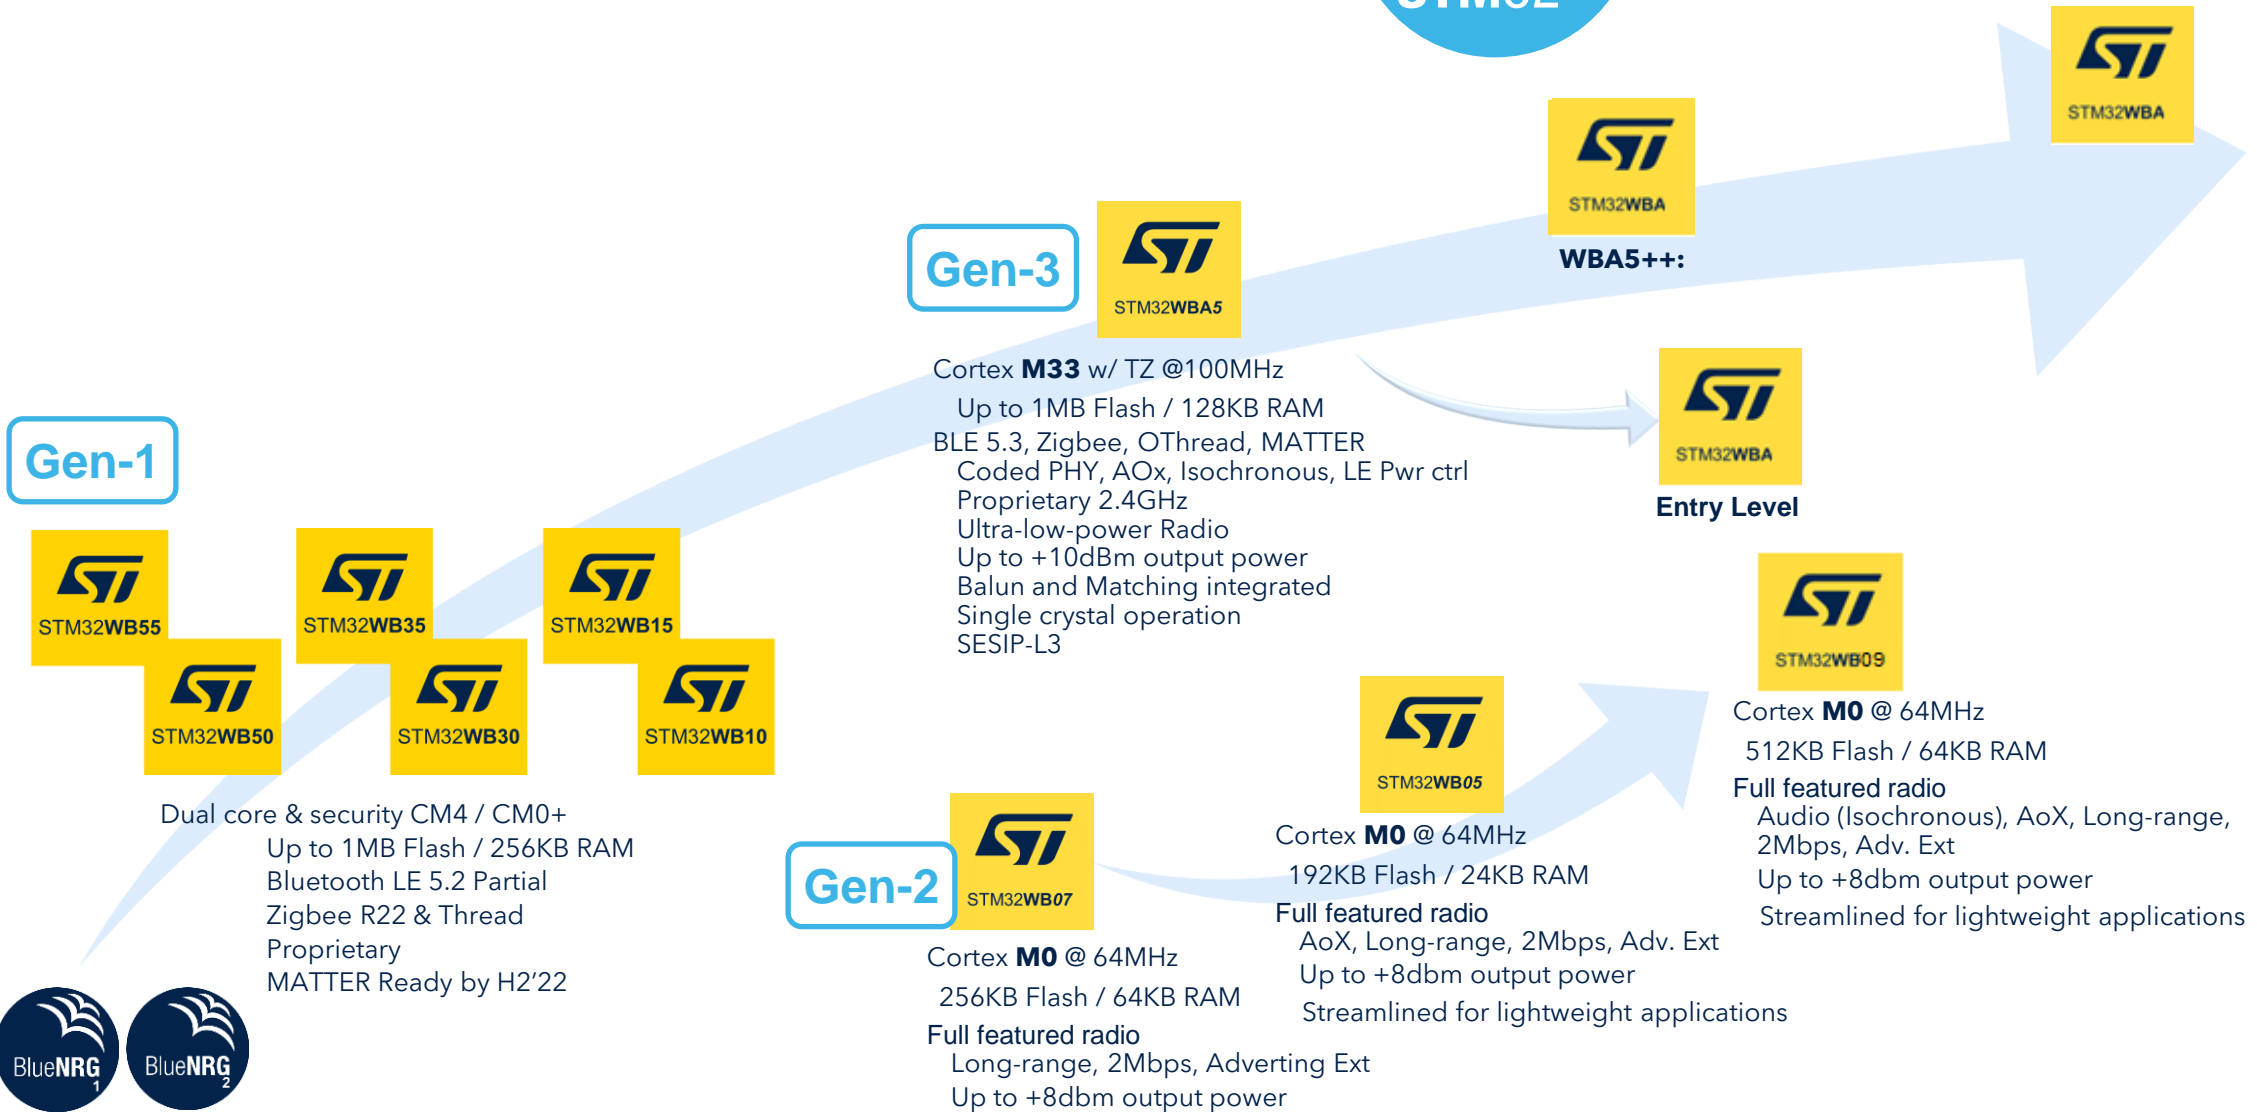 STM32
STM32WBA
STM32WBA
WBA5++:
Gen-3
STM32WBA5
Cortex M33 w/ TZ @100MHz
Up to 1MB Flash / 128KB RAM
BLE 5.3, Zigbee, OThread, MATTER
Coded PHY, AOx, Isochronous, LE Pwr ctrl
Proprietary 2.4GHz
Ultra-low-power Radio
Up to +10dBm output power
Balun and Matching integrated
Single crystal operation
SESIP-L3
STM32WBA
Entry Level
Gen-1
STM32WB55
STM32WB35
STM32WB15
STM32WB50
STM32WB30
STM32WB10
Dual core & security CM4 / CM0+
Up to 1MB Flash / 256KB RAM
Bluetooth LE 5.2 Partial
Zigbee R22 & Thread
Proprietary
MATTER Ready by H2’22
BlueNRG
1
BlueNRG
2
Gen-2
STM32WB07
Cortex M0 @ 64MHz
256KB Flash / 64KB RAM
Full featured radio
Long-range, 2Mbps, Adverting Ext
Up to +8dbm output power
STM32WB05
Cortex M0 @ 64MHz
192KB Flash / 24KB RAM
Full featured radio
AoX, Long-range, 2Mbps, Adv. Ext
Up to +8dbm output power
Streamlined for lightweight applications
STM32WB09
Cortex M0 @ 64MHz
512KB Flash / 64KB RAM
Full featured radio
Audio (Isochronous), AoX, Long-range,
2Mbps, Adv. Ext
Up to +8dbm output power
Streamlined for lightweight applications